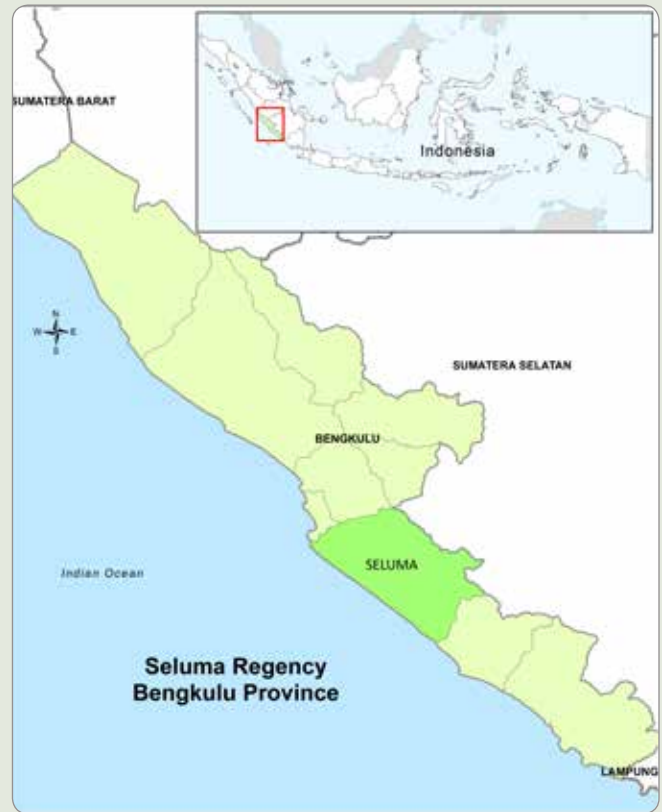 SUMATERA BARAT
Indonesia
N
W E
S
SUMATERA SELATAN
BENGKULU
SELUMA
Indian Ocean
Seluma Regency
Bengkulu Province
LAMPUNG